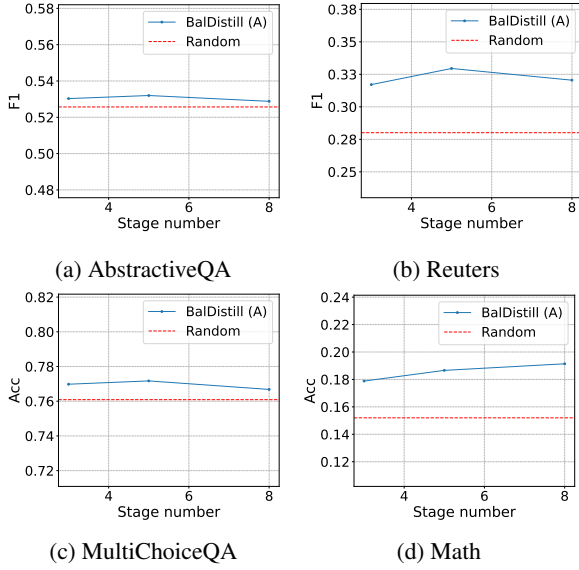 0.58
0.56
0.54
0.52
0.50
0.48
F1
BalDistill (A)
Random
4
6
8
Stage number
(a) AbstractiveQA
0.38
0.35
0.33
0.30
0.28
0.25
F1
BalDistill (A)
Random
4
6
8
Stage number
(b) Reuters
0.82
0.80
0.78
0.76
0.74
0.72
Acc
BalDistill (A)
Random
4
6
8
Stage number
(c) MultiChoiceQA
0.24
0.22
0.20
0.18
0.16
0.14
0.12
Acc
BalDistill (A)
Random
4
6
8
Stage number
(d) Math